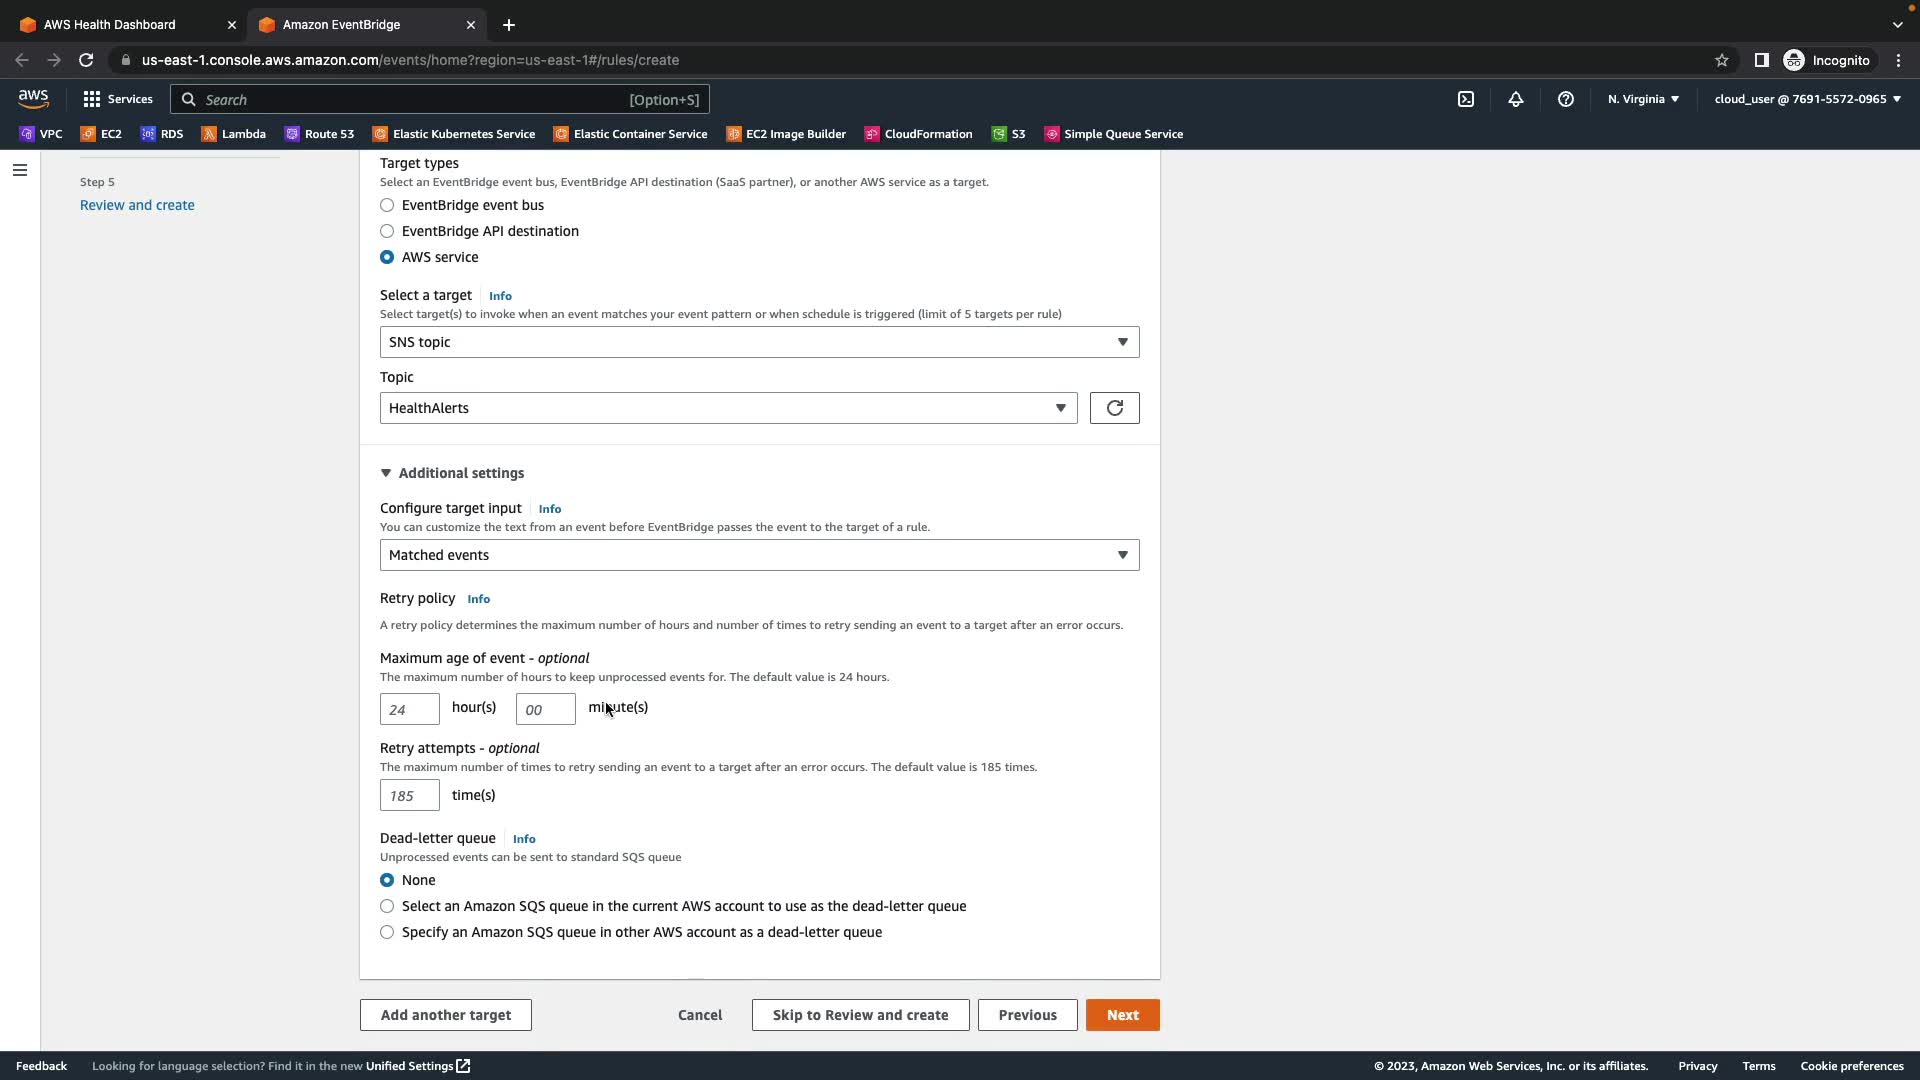 AWS Health Dashboard
Amazon EventBridge
us-east-1.console.aws.amazon.com/events/home?region=us-east-1#/rules/create
Incognito
aws
Services
Search
[Option+S]
N. Virginia
cloud_user @ 7691-5572-0965
VPC
EC2
RDS
Lambda
Route 53
Elastic Kubernetes Service
Elastic Container Service
EC2 Image Builder
CloudFormation
S3
Simple Queue Service
Step 5
Review and create
Target types
Select an EventBridge event bus, EventBridge API destination (SaaS partner), or another AWS service as a target.
EventBridge event bus
EventBridge API destination
AWS service
Select a target Info
Select target(s) to invoke when an event matches your event pattern or when schedule is triggered (limit of 5 targets per rule)
SNS topic
Topic
HealthAlerts
Additional settings
Configure target input Info
You can customize the text from an event before EventBridge passes the event to the target of a rule.
Matched events
Retry policy Info
A retry policy determines the maximum number of hours and number of times to retry sending an event to a target after an error occurs.
Maximum age of event - optional
The maximum number of hours to keep unprocessed events for. The default value is 24 hours.
24 hour(s) 00 minute(s)
Retry attempts - optional
The maximum number of times to retry sending an event to a target after an error occurs. The default value is 185 times.
185 time(s)
Dead-letter queue Info
Unprocessed events can be sent to standard SQS queue
None
Select an Amazon SQS queue in the current AWS account to use as the dead-letter queue
Specify an Amazon SQS queue in other AWS account as a dead-letter queue
Add another target
Cancel
Skip to Review and create
Previous
Next
Feedback
Looking for language selection? Find it in the new Unified Settings
© 2023, Amazon Web Services, Inc. or its affiliates.
Privacy
Terms
Cookie preferences